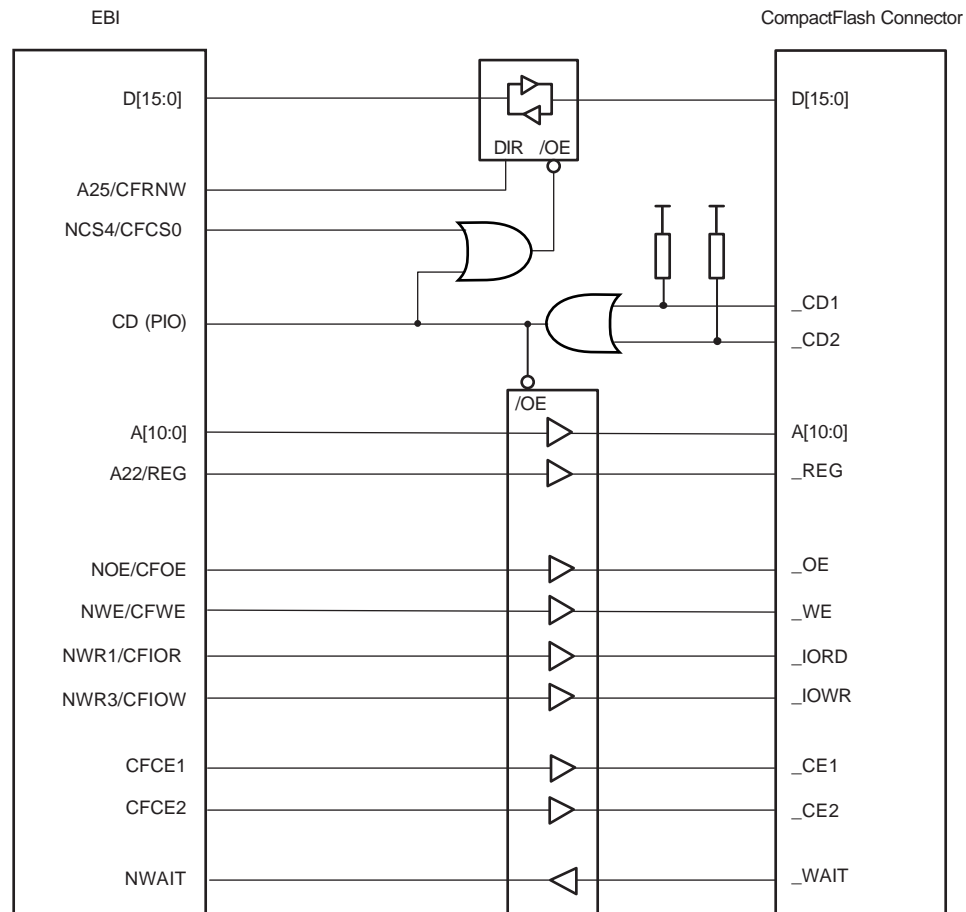 EBI
CompactFlash Connector
D[15:0]
D[15:0]
DIR /OE
A25/CFRNW
NCS4/CFCS0
_CD1
CD (PIO)
_CD2
/OE
A[10:0]
A[10:0]
A22/REG
_REG
NOE/CFOE
_OE
NWE/CFWE
_WE
NWR1/CFIOR
_IORD
NWR3/CFIOW
_IOWR
CFCE1
_CE1
CFCE2
_CE2
NWAIT
_WAIT